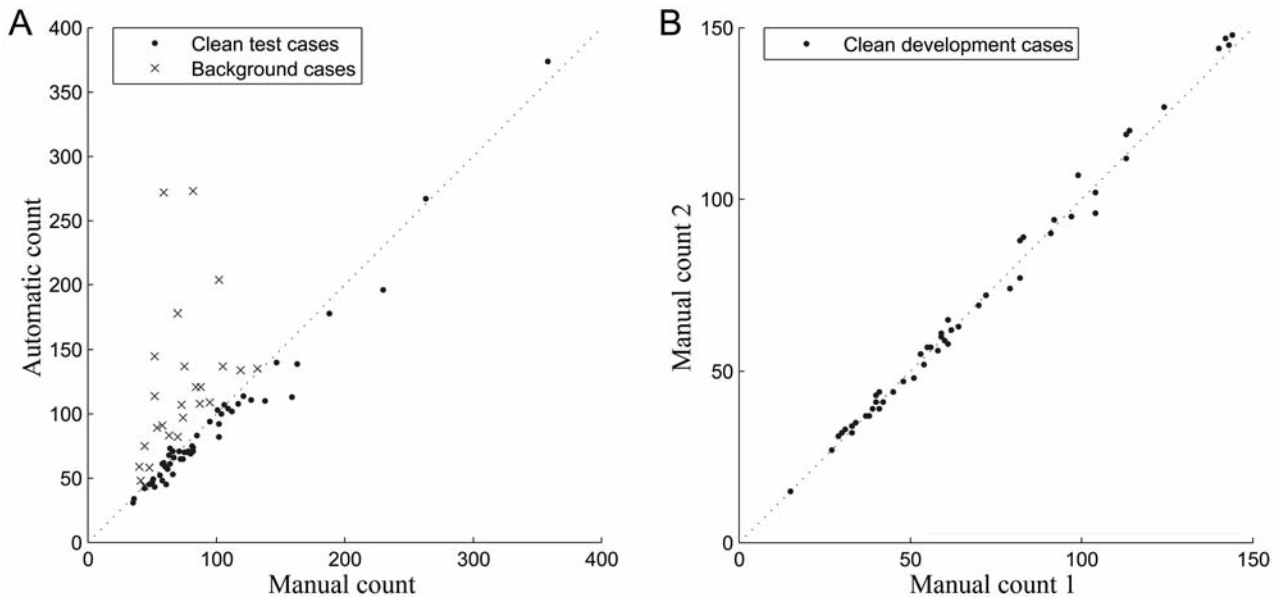 A
Clean test cases
Background cases
400
350
300
250
200
150
100
50
0
0
100
200
300
400
Automatic count
Manual count
B
Clean development cases
150
100
50
0
0
50
100
150
Manual count 2
Manual count 1